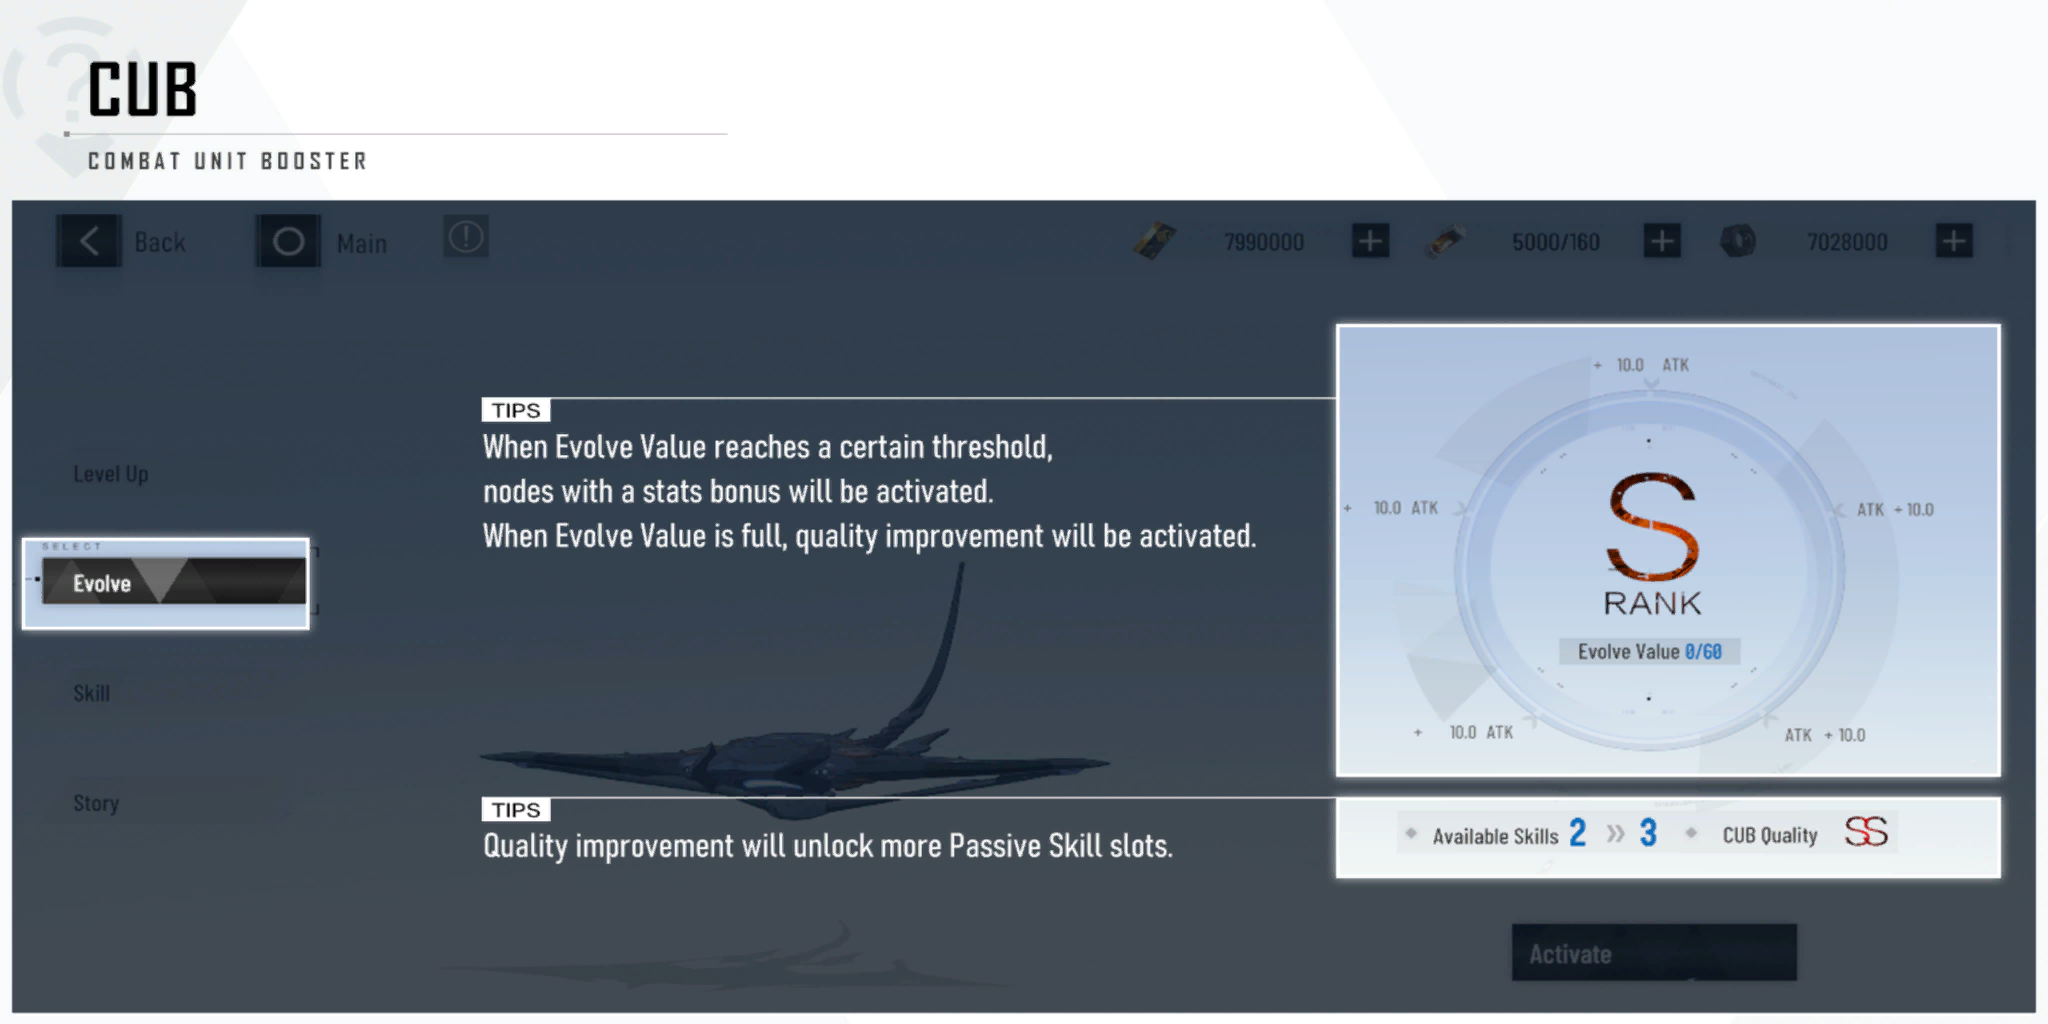 CUB
COMBAT UNIT BOOSTER
Back
Main
7990000
5000/160
7028000
Level Up
SELECT
Evolve
Skill
Story
TIPS
When Evolve Value reaches a certain threshold,
nodes with a stats bonus will be activated.
When Evolve Value is full, quality improvement will be activated.
+ 10.0 ATK
+ 10.0 ATK
ATK + 10.0
S
RANK
Evolve Value 0/60
+ 10.0 ATK
ATK + 10.0
TIPS
Quality improvement will unlock more Passive Skill slots.
Available Skills 2 » 3
CUB Quality SS
Activate